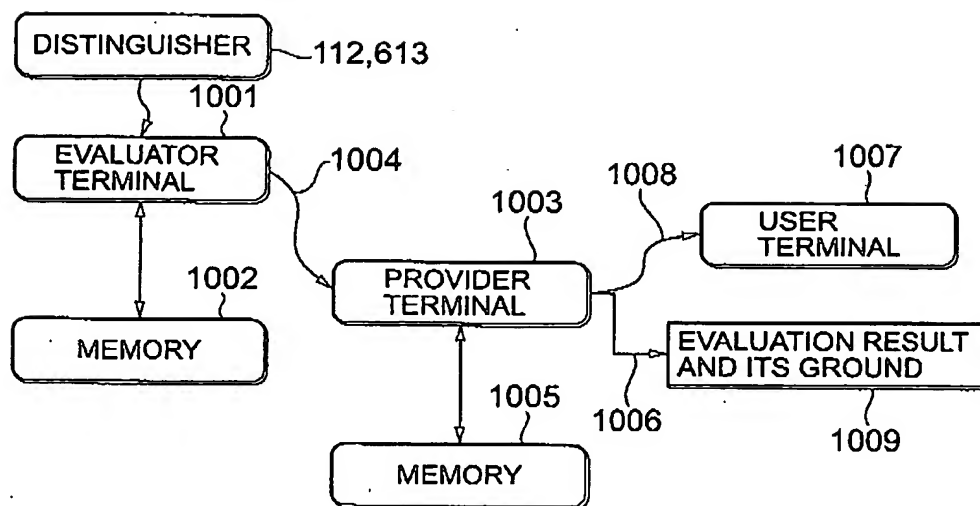 DISTINGUISHER
112,613
1001
EVALUATOR
TERMINAL
1004
1002
MEMORY
1003
PROVIDER
TERMINAL
1008
1007
USER
TERMINAL
EVALUATION RESULT
AND ITS GROUND
1006
1009
1005
MEMORY